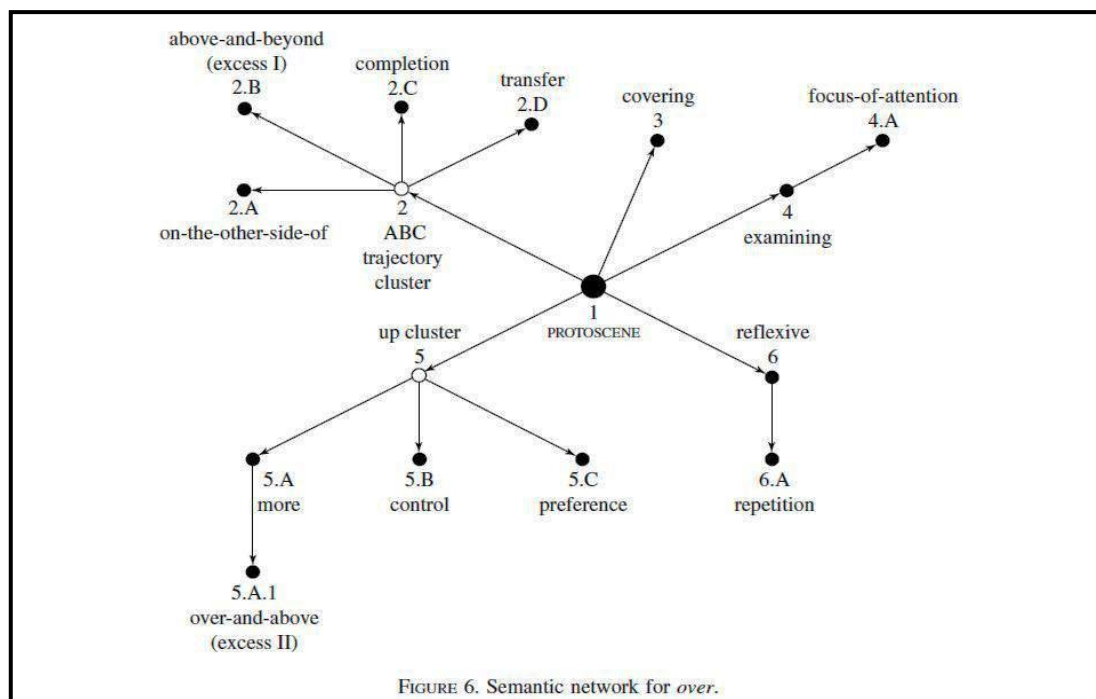 above-and-beyond
(excess I)
2.B
completion
2.C
transfer
2.D
covering
3
focus-of-attention
4.A
2.A
on-the-other-side-of
2
ABC
trajectory
cluster
4
examining
1
PROTOSCENE
up cluster
5
reflexive
6
5.A
more
5.B
control
5.C
preference
6.A
repetition
5.A.1
over-and-above
(excess II)
FIGURE 6. Semantic network for over.